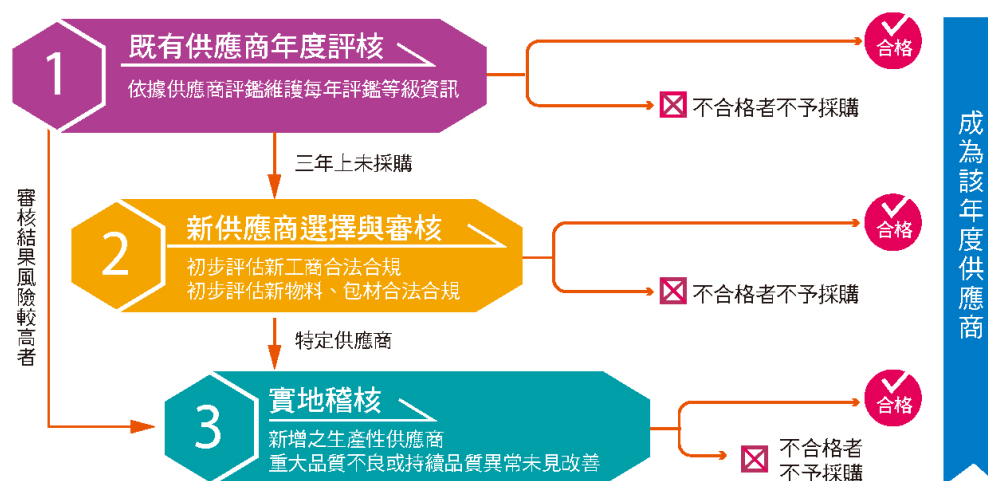 1
既有供應商年度評核
依據供應商評鑑維護每年評鑑等級資訊
合格
不合格者不予採購
三年上未採購
審核結果風險較高者
2
新供應商選擇與審核
初步評估新工商合法合規
初步評估新物料、包材合法合規
合格
不合格者不予採購
特定供應商
3
實地稽核
新增之生產性供應商
重大品質不良或持續品質異常未見改善
合格
不合格者
不予採購
成為該年度供應商